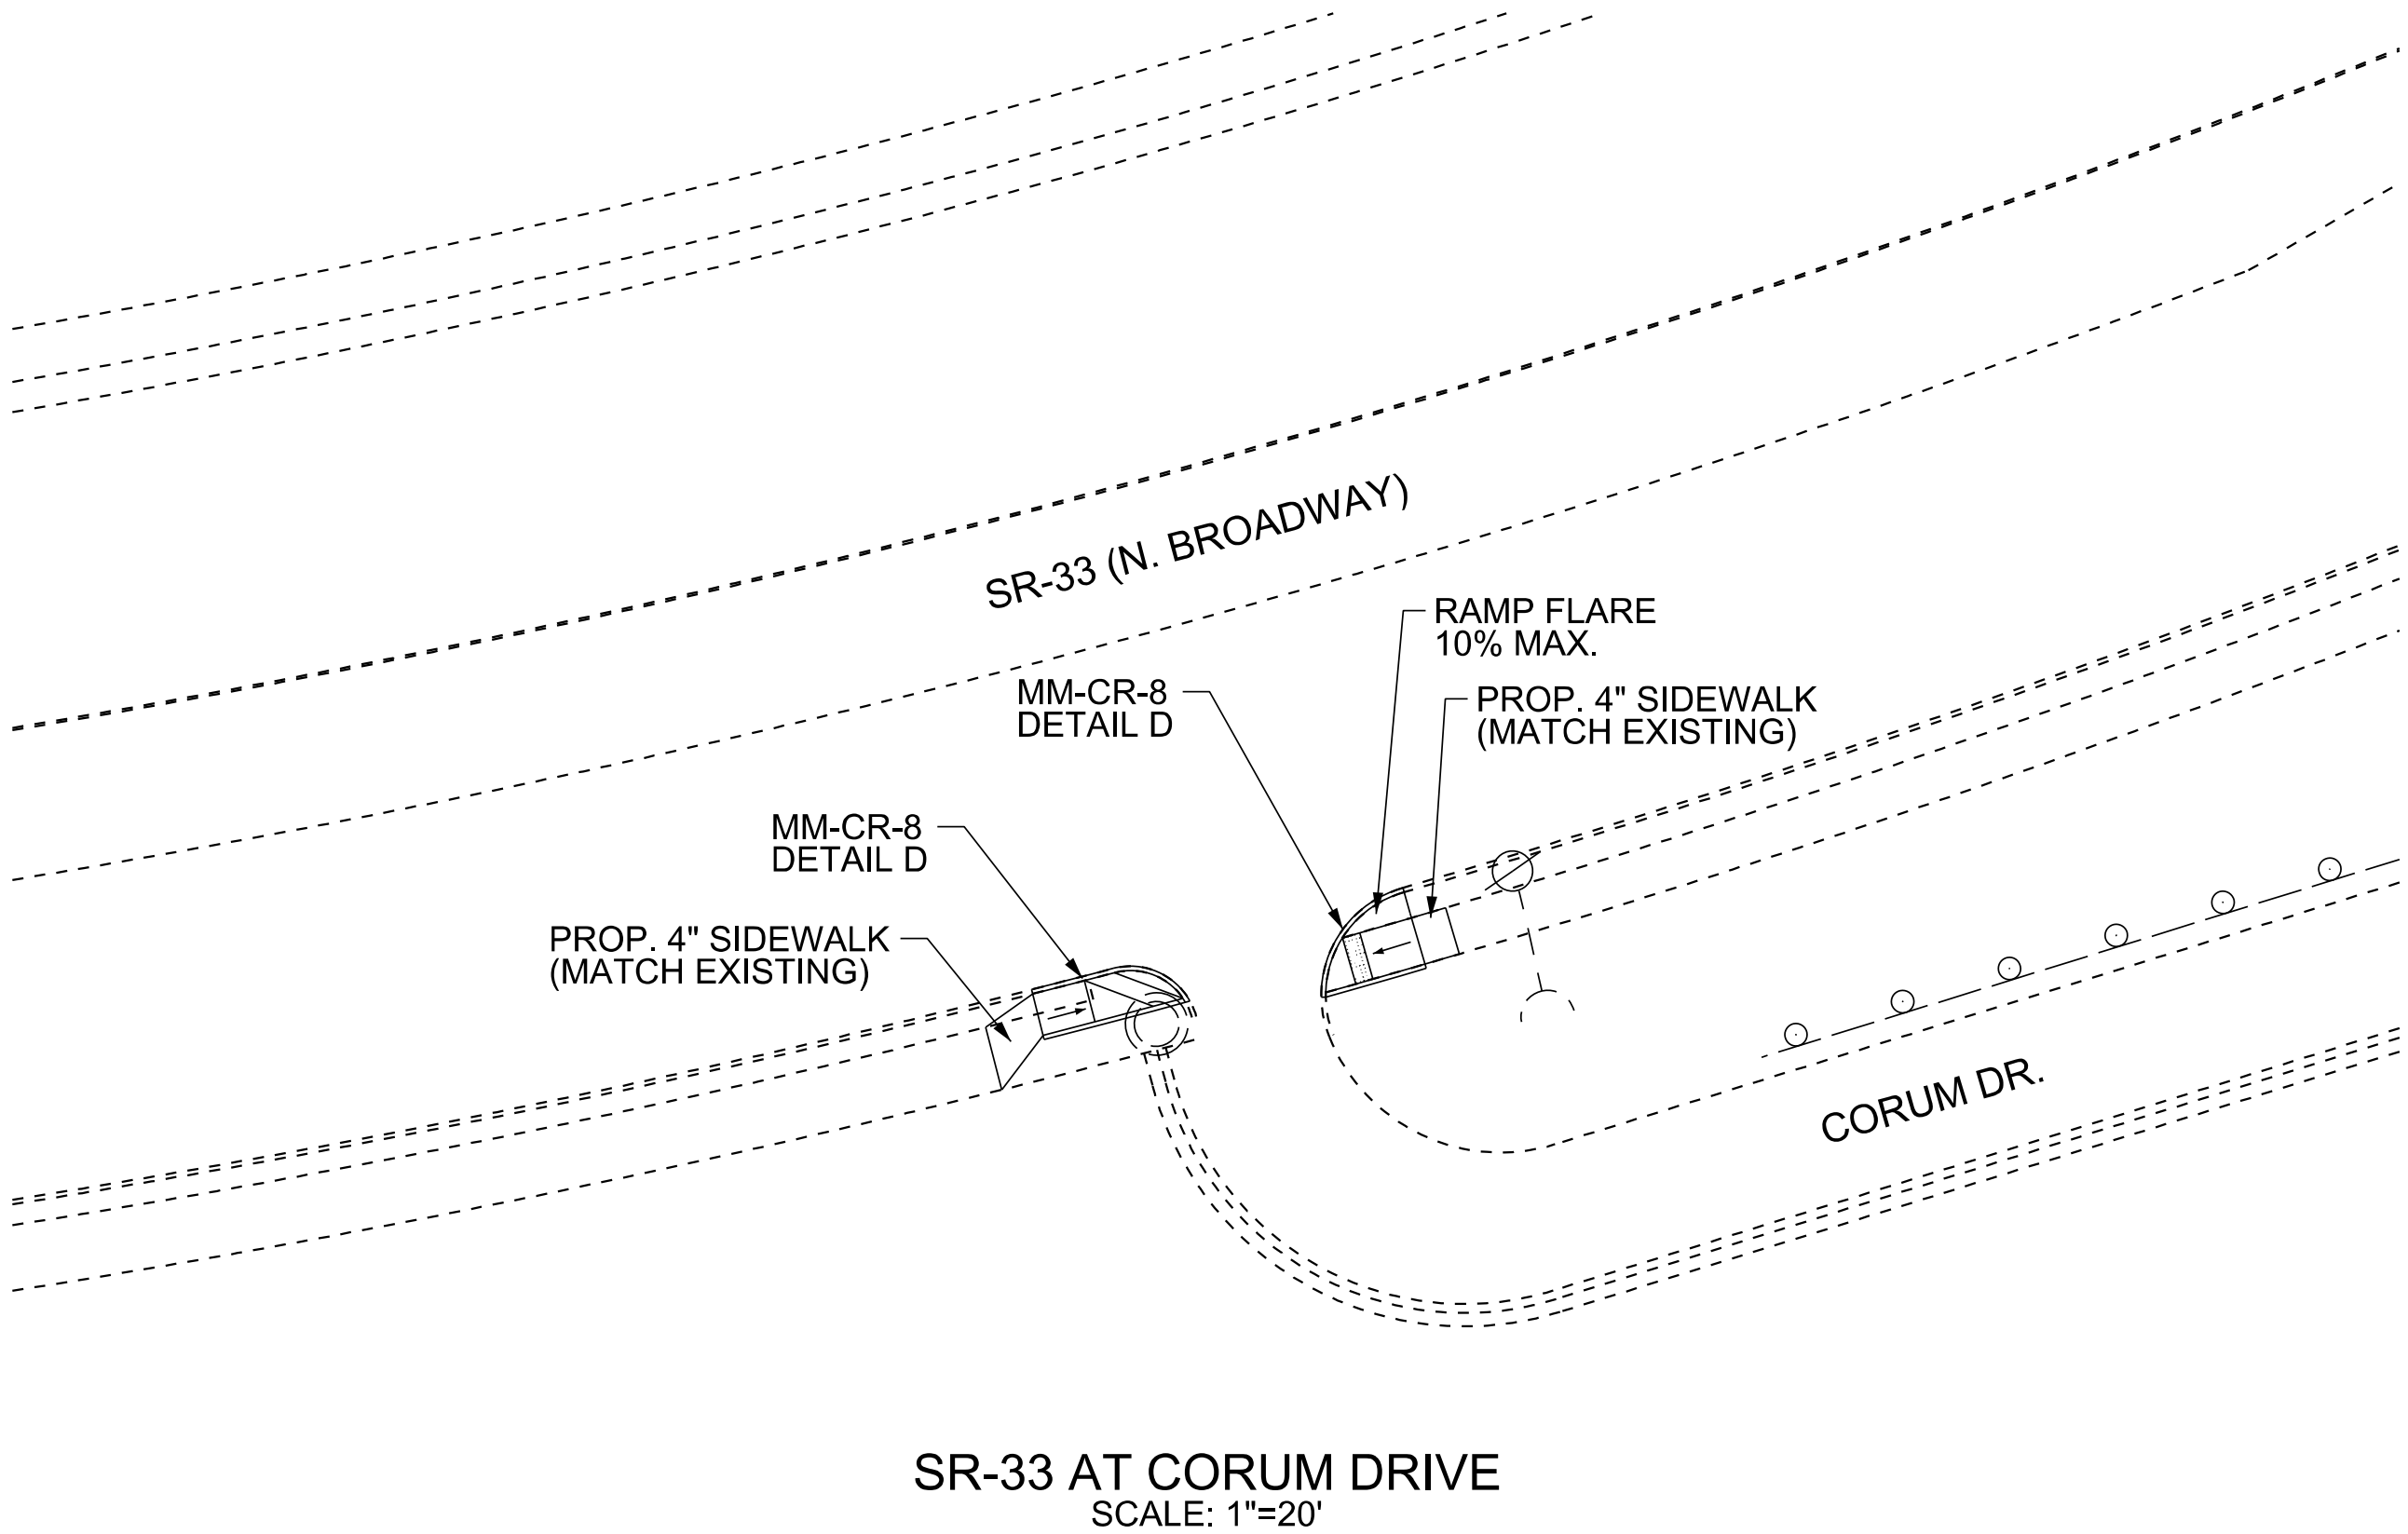 SR-33 (N. BROADWAY)
RAMP FLARE
10% MAX.
MM-CR-8
DETAIL D
PROP. 4" SIDEWALK
(MATCH EXISTING)
MM-CR-8
DETAIL D
PROP. 4" SIDEWALK
(MATCH EXISTING)
CORUM DR.
SR-33 AT CORUM DRIVE
SCALE: 1"=20'